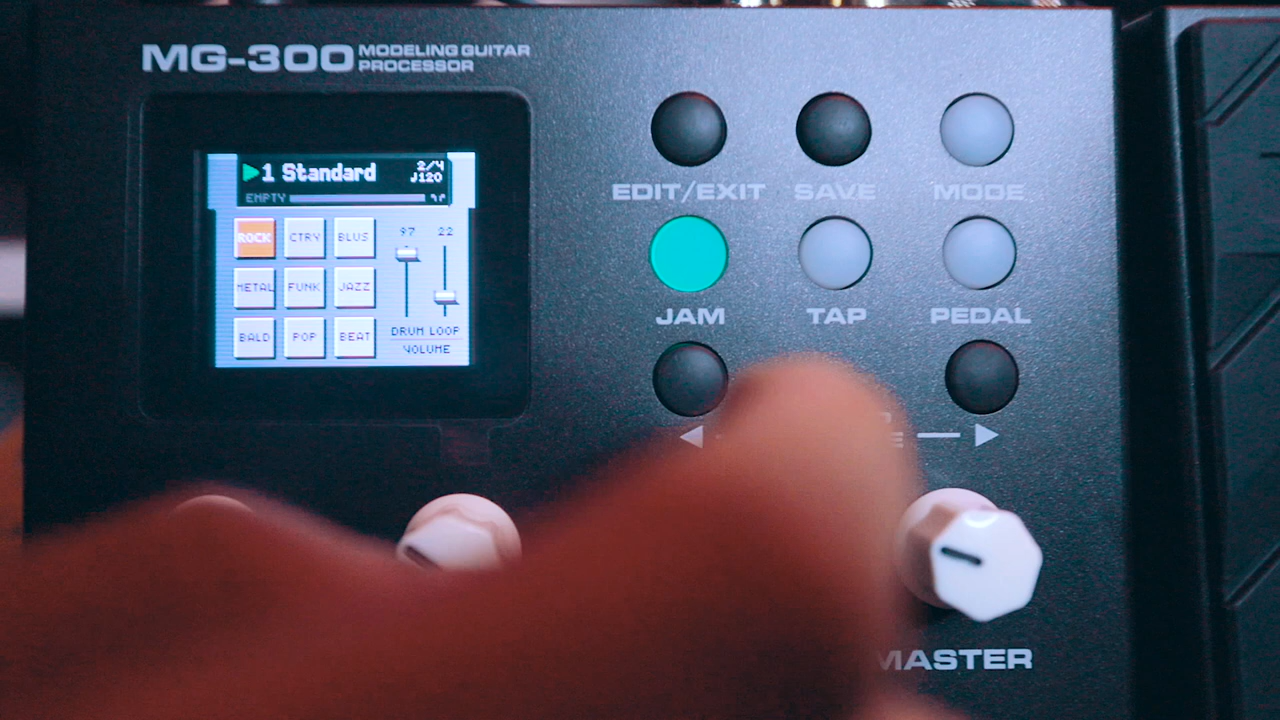 MG-300 MODELING GUITAR
PROCESSOR
1 Standard 2/4
♩120
EMPTY
ROCK CTRY BLUS 97 22
METAL FUNK JAZZ
BALD POP BEAT DRUM LOOP
VOLUME
EDIT/EXIT SAVE MODE
JAM TAP PEDAL
MASTER